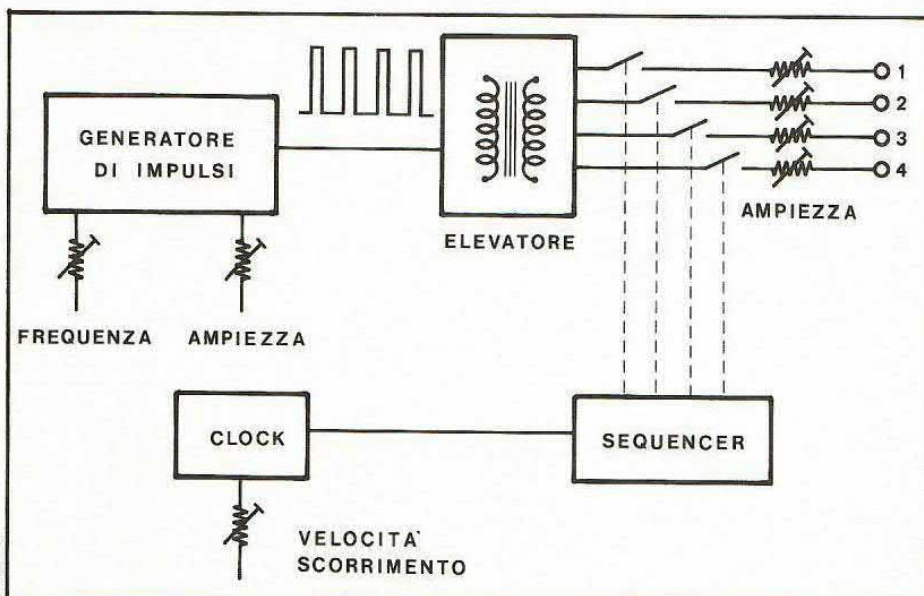 GENERATORE
DI IMPULSI
FREQUENZA
AMPIEZZA
ELEVATORE
1
2
3
4
AMPIEZZA
CLOCK
SEQUENCER
VELOCITA'
SCORRIMENTO